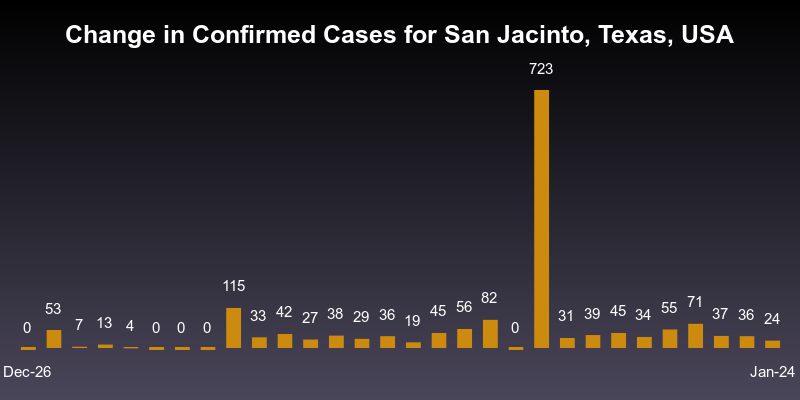 Change in Confirmed Cases for San Jacinto, Texas, USA
723
115
82
71
53 56 55
33 42 27 38 29 36 19 45 31 39 45 34 37 36 24
0 7 13 4 0 0 0 0
Dec-26 Jan-24